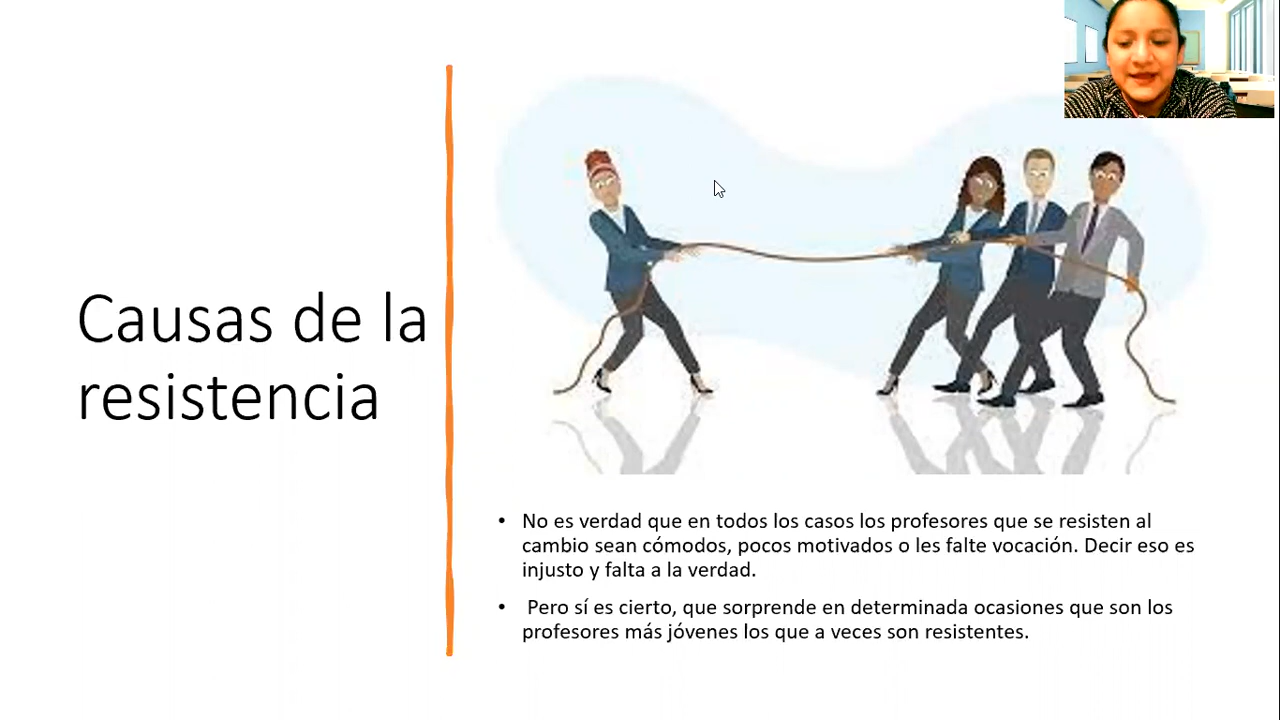 Causas de la
resistencia
• No es verdad que en todos los casos los profesores que se resisten al
cambio sean cómodos, pocos motivados o les falte vocación. Decir eso es
injusto y falta a la verdad.
• Pero sí es cierto, que sorprende en determinada ocasiones que son los
profesores más jóvenes los que a veces son resistentes.